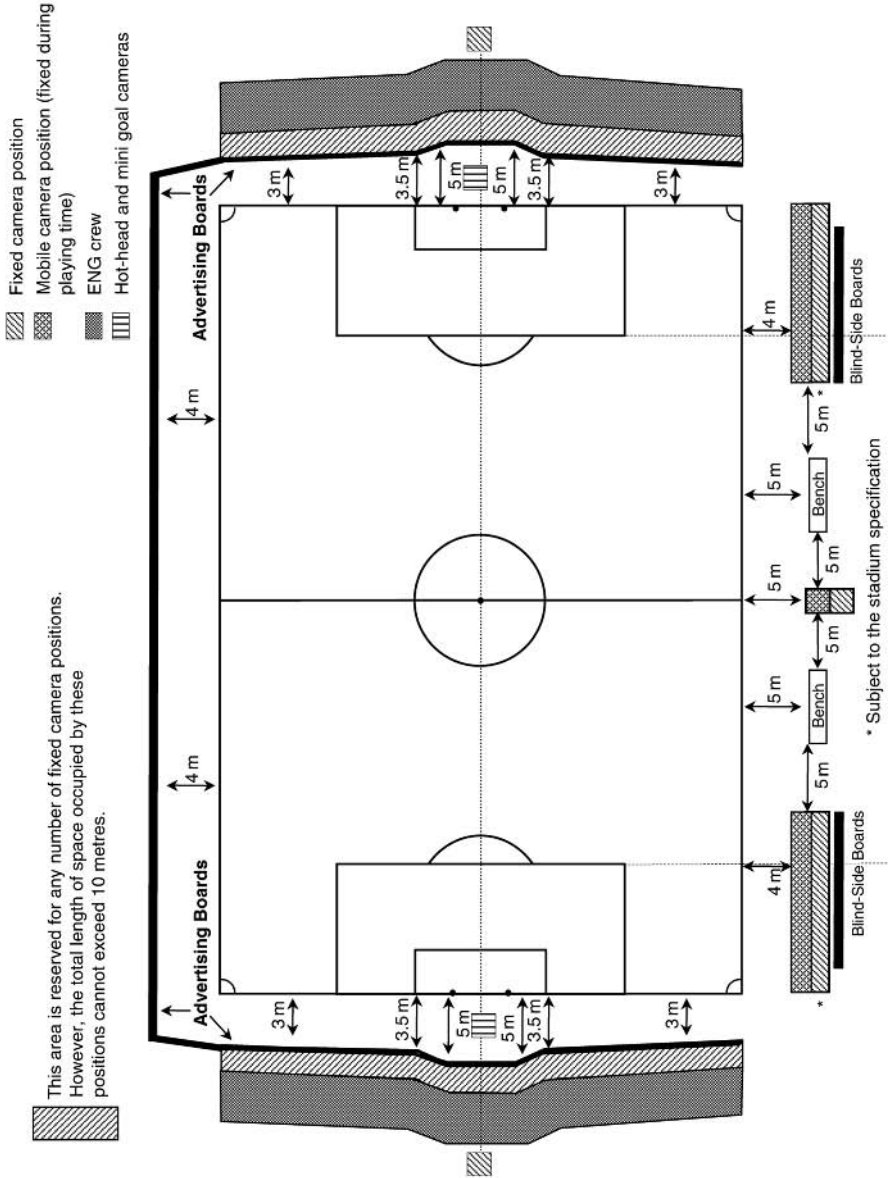 Fixed camera position
Mobile camera position (fixed during
playing time)
ENG crew
Hot-head and mini goal cameras
This area is reserved for any number of fixed camera positions.
However, the total length of space occupied by these
positions cannot exceed 10 metres.
4 m
4 m
Advertising Boards
Advertising Boards
3 m
3.5 m
5 m
5 m
3.5 m
3 m
3 m
3.5 m
5 m
5 m
3.5 m
3 m
4 m
5 m
5 m
5 m
4 m
*
5 m
Bench
5 m
5 m
Bench
5 m
*
Blind-Side Boards
Blind-Side Boards
* Subject to the stadium specification